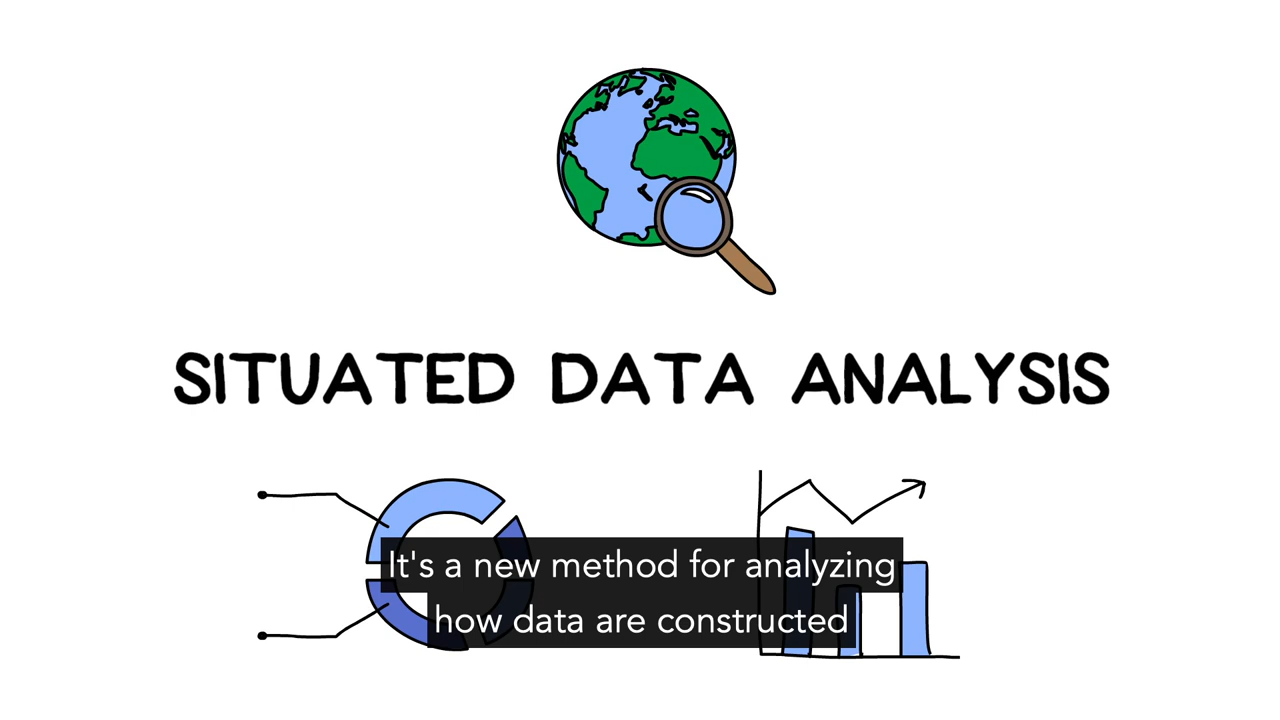 SITUATED DATA ANALYSIS
It's a new method for analyzing
how data are constructed